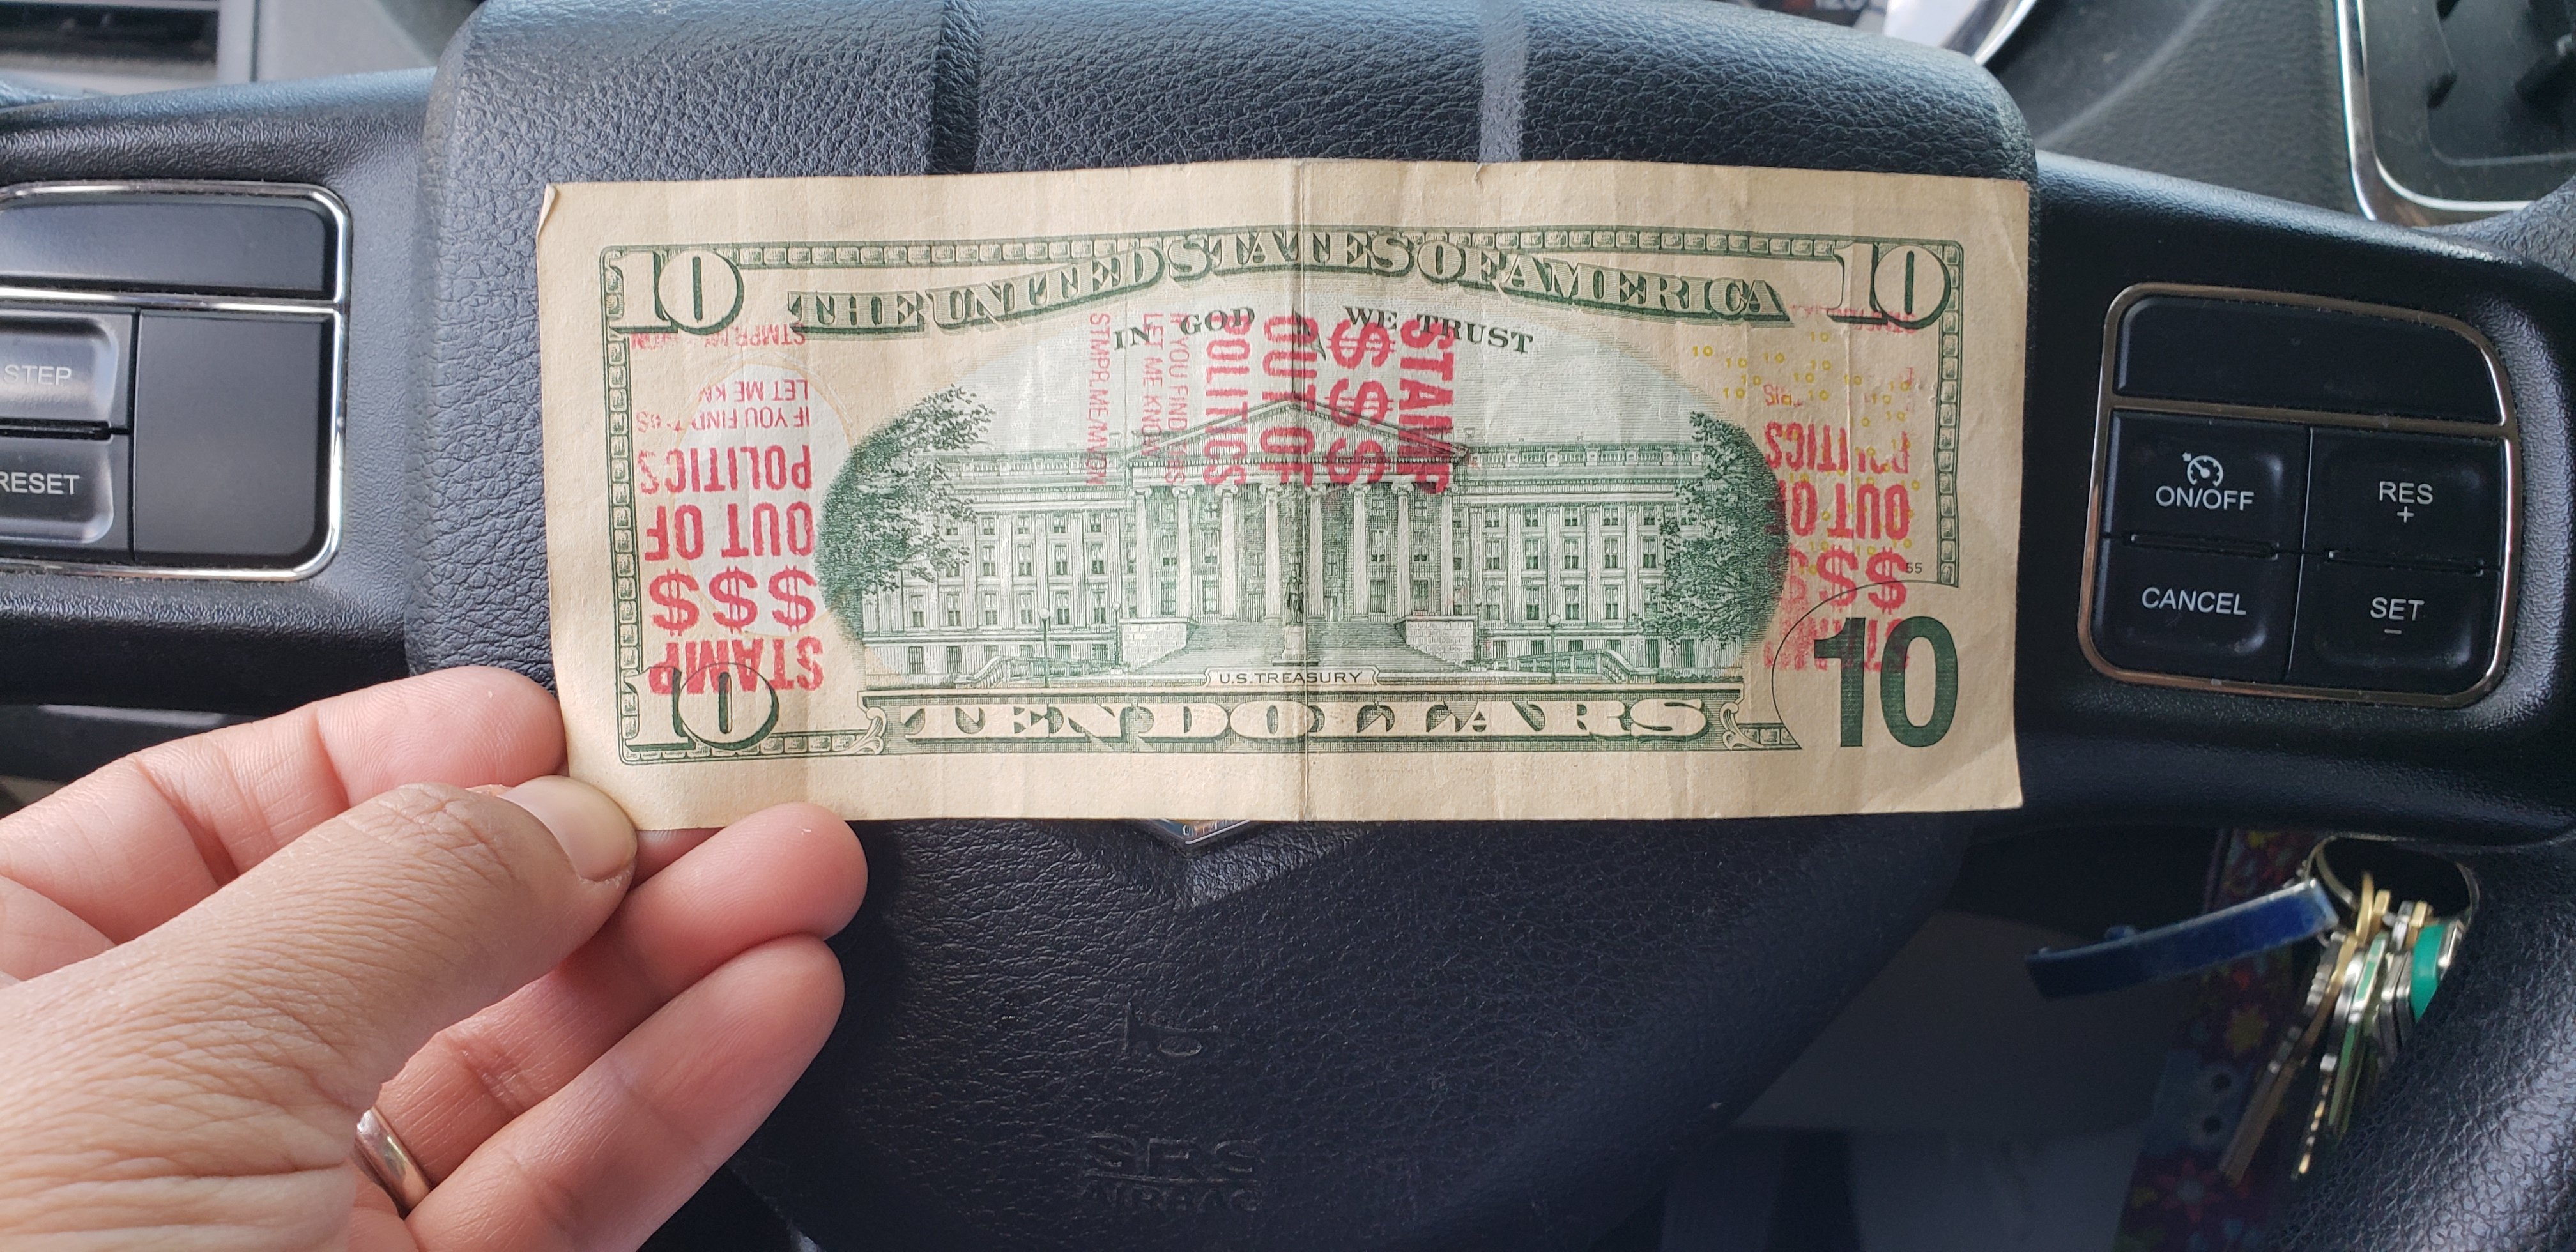 THE UNITED STATES OF AMERICA
10
10
IN GOD WE TRUST
U.S. TREASURY
TEN DOLLARS
10
10
55
STAMP
$$$
OUT OF
POLITICS
IF YOU FIND
LET ME KN
STMPR.M
STAMP
$$$$
OUT OF
POLITICS
IF YOU FIND
LET ME KNOW
STMPR.ME/M
$$$
OUT O
POLITICS
STEP
RESET
ON/OFF
RES
+
CANCEL
SET
−
SRS
AIRBAG